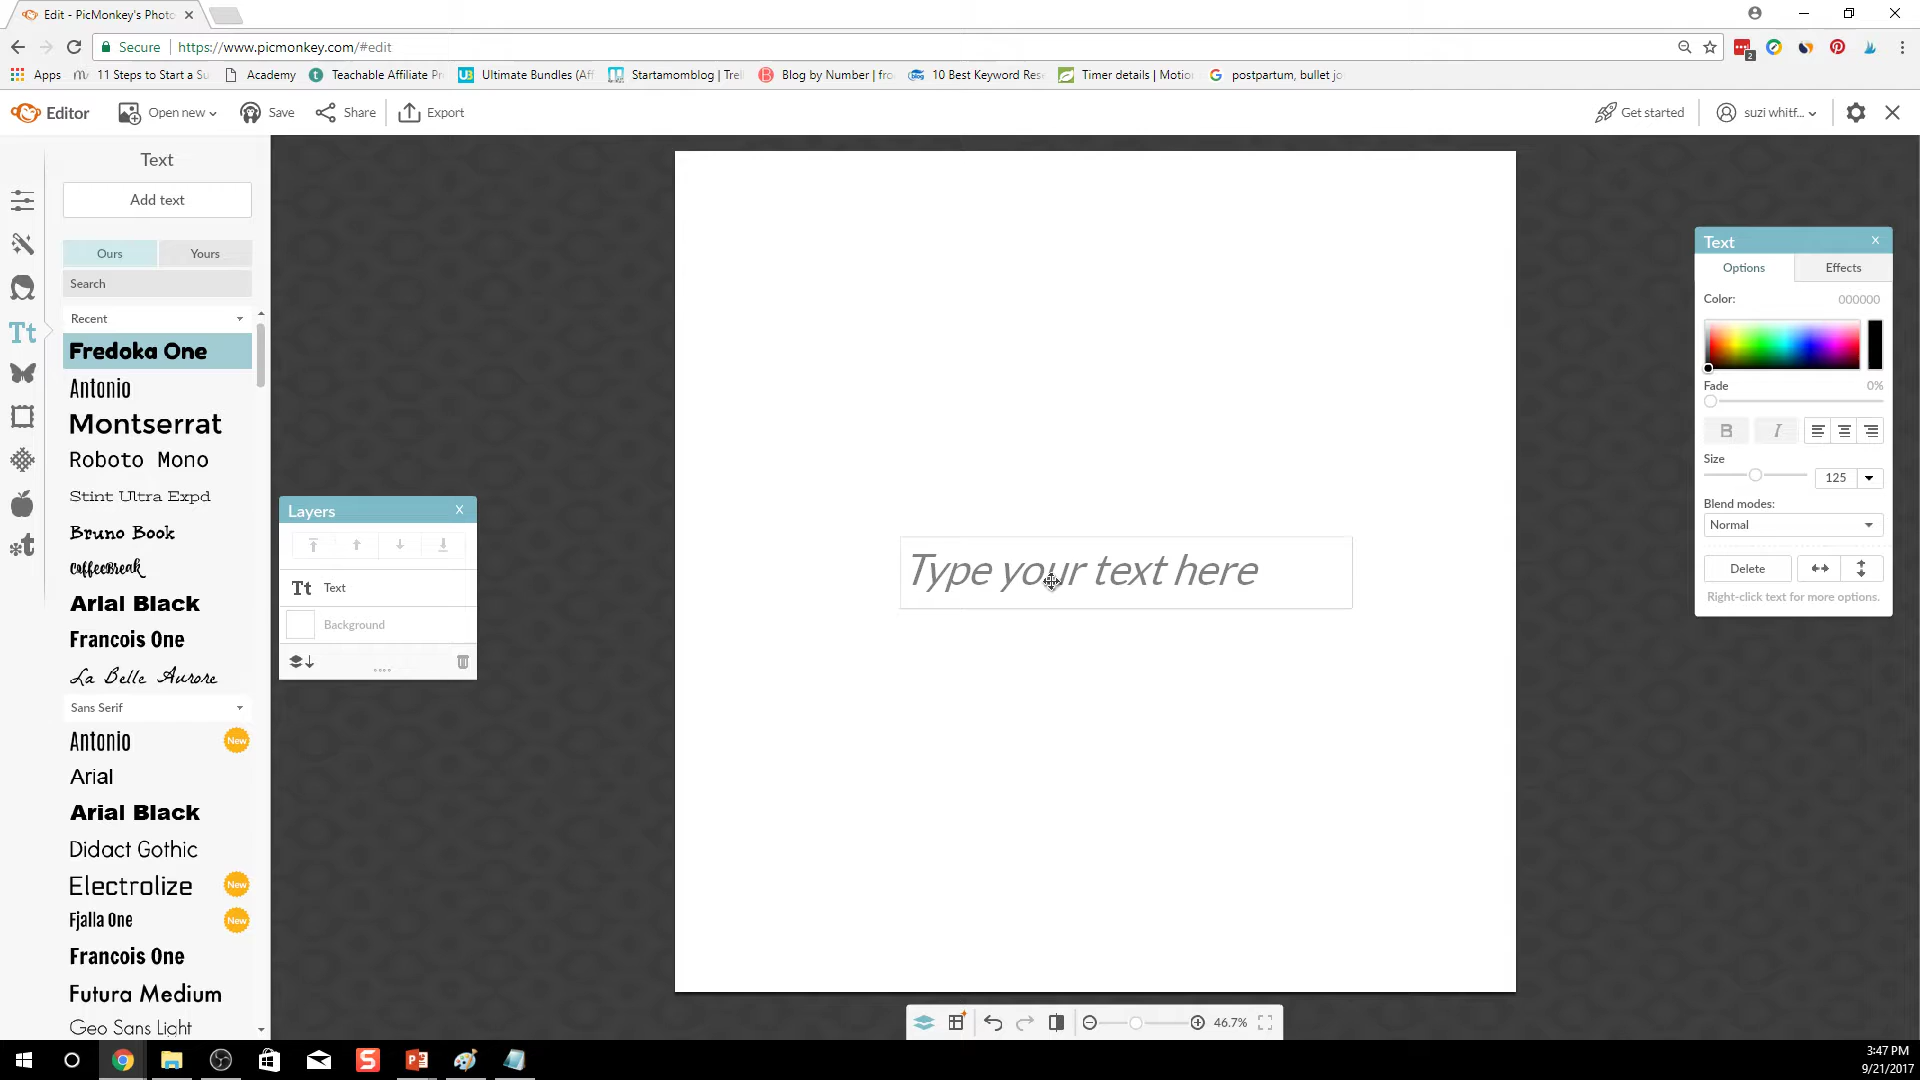 Edit - PicMonkey's Photo
Secure https://www.picmonkey.com/#edit
Apps 11 Steps to Start a Su Academy Teachable Affiliate Pr Ultimate Bundles (Aff Startamomblog | Trel Blog by Number | fro 10 Best Keyword Rese Timer details | Motion postpartum, bullet jo
Editor Open new Save Share Export Get started suzi whitf...
Text
Add text
Ours Yours
Search
Recent
Fredoka One
Antonio
Montserrat
Roboto Mono
Stint Ultra Expd
Bruno Book
CoffeeBreak
Arial Black
Francois One
La Belle Aurore
Sans Serif
Antonio New
Arial
Arial Black
Didact Gothic
Electrolize New
Fjalla One New
Francois One
Futura Medium
Geo Sans Light
Layers X
Tt Text
Background
Type your text here
Text X
Options Effects
Color: 000000
Fade 0%
B I
Size
125
Blend modes:
Normal
Delete
Right-click text for more options.
46.7%
3:47 PM
9/21/2017